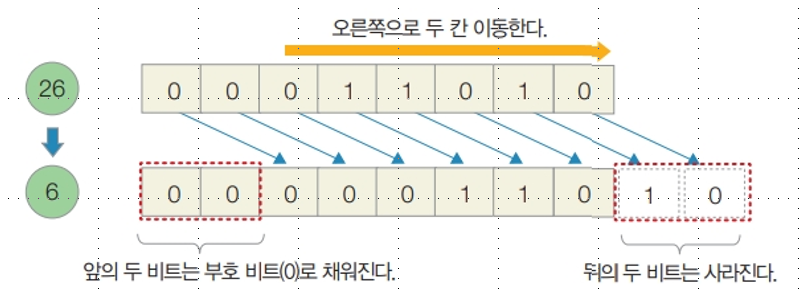 오른쪽으로 두 칸 이동한다.
26 0 0 0 1 1 0 1 0
6 0 0 0 0 0 1 1 0 1 0
앞의 두 비트는 부호 비트(0)로 채워진다. 뒤의 두 비트는 사라진다.